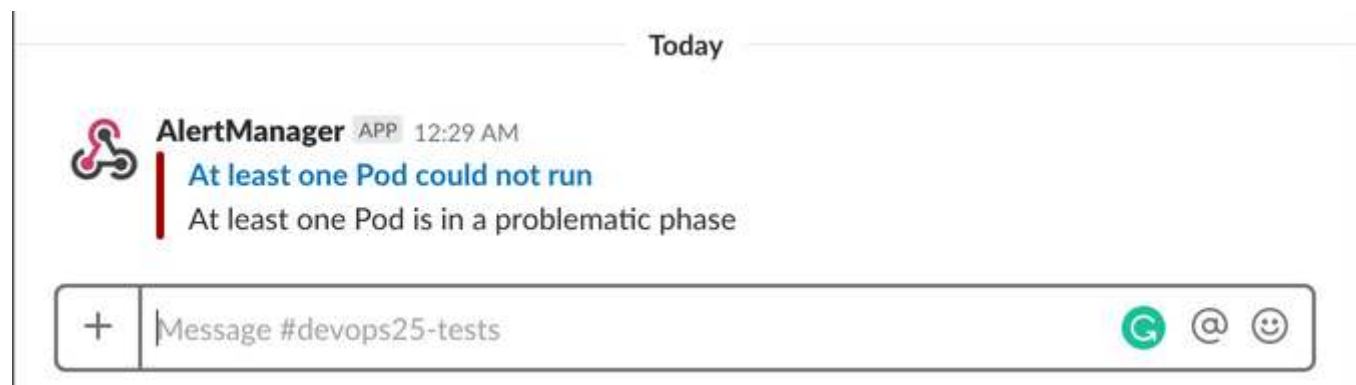 Today
AlertManager APP 12:29 AM
At least one Pod could not run
At least one Pod is in a problematic phase
Message #devops25-tests